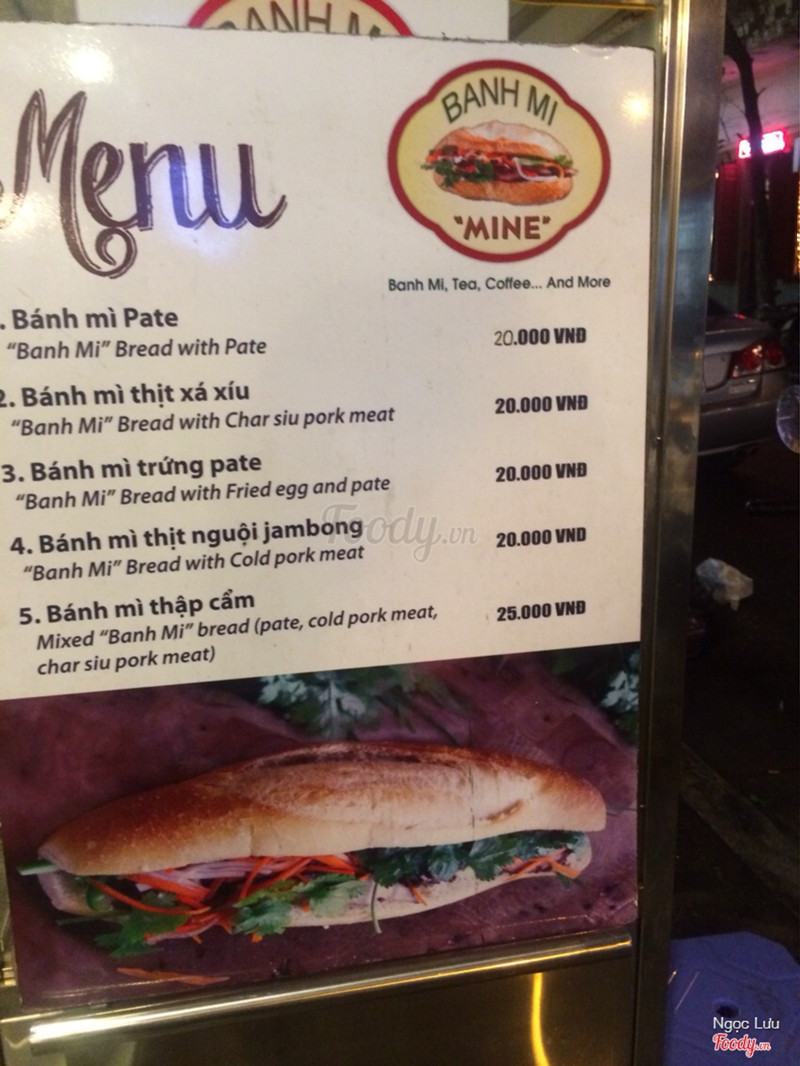 BANH MI
Menu
BANH MI
"MINE"
Banh Mi, Tea, Coffee... And More
. Bánh mì Pate
"Banh Mi" Bread with Pate
20.000 VNĐ
2. Bánh mì thịt xá xíu
"Banh Mi" Bread with Char siu pork meat
20.000 VNĐ
3. Bánh mì trứng pate
"Banh Mi" Bread with Fried egg and pate
20.000 VNĐ
4. Bánh mì thịt nguội jambong
"Banh Mi" Bread with Cold pork meat
20.000 VNĐ
5. Bánh mì thập cẩm
Mixed "Banh Mi" bread (pate, cold pork meat,
char siu pork meat)
25.000 VNĐ
Foody.vn
Ngọc Lưu
Foody.vn